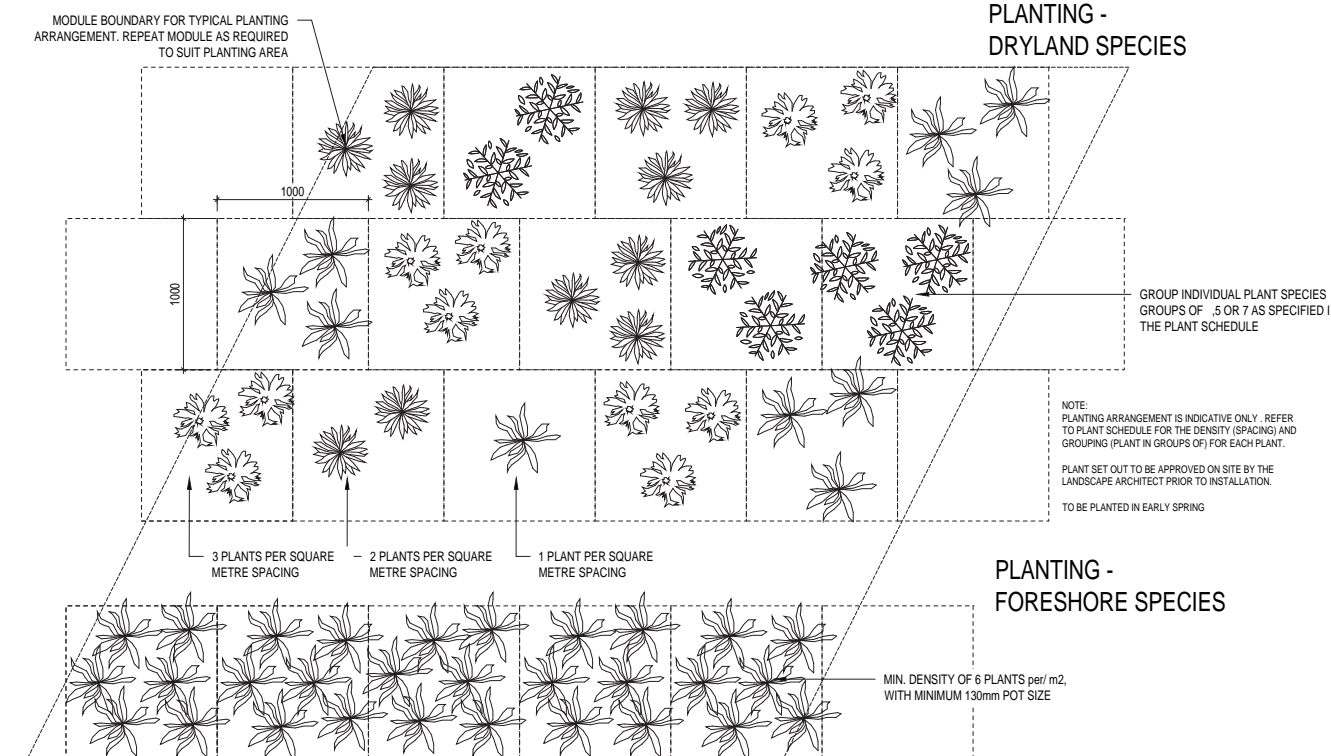 MODULE BOUNDARY FOR TYPICAL PLANTING
ARRANGEMENT. REPEAT MODULE AS REQUIRED
TO SUIT PLANTING AREA
PLANTING -
DRYLAND SPECIES
1000
1000
GROUP INDIVIDUAL PLANT SPECIES
GROUPS OF ,5 OR 7 AS SPECIFIED I
THE PLANT SCHEDULE
NOTE:
PLANTING ARRANGEMENT IS INDICATIVE ONLY . REFER
TO PLANT SCHEDULE FOR THE DENSITY (SPACING) AND
GROUPING (PLANT IN GROUPS OF) FOR EACH PLANT.
PLANT SET OUT TO BE APPROVED ON SITE BY THE
LANDSCAPE ARCHITECT PRIOR TO INSTALLATION.
TO BE PLANTED IN EARLY SPRING
3 PLANTS PER SQUARE
METRE SPACING
2 PLANTS PER SQUARE
METRE SPACING
1 PLANT PER SQUARE
METRE SPACING
PLANTING -
FORESHORE SPECIES
MIN. DENSITY OF 6 PLANTS per/ m2,
WITH MINIMUM 130mm POT SIZE